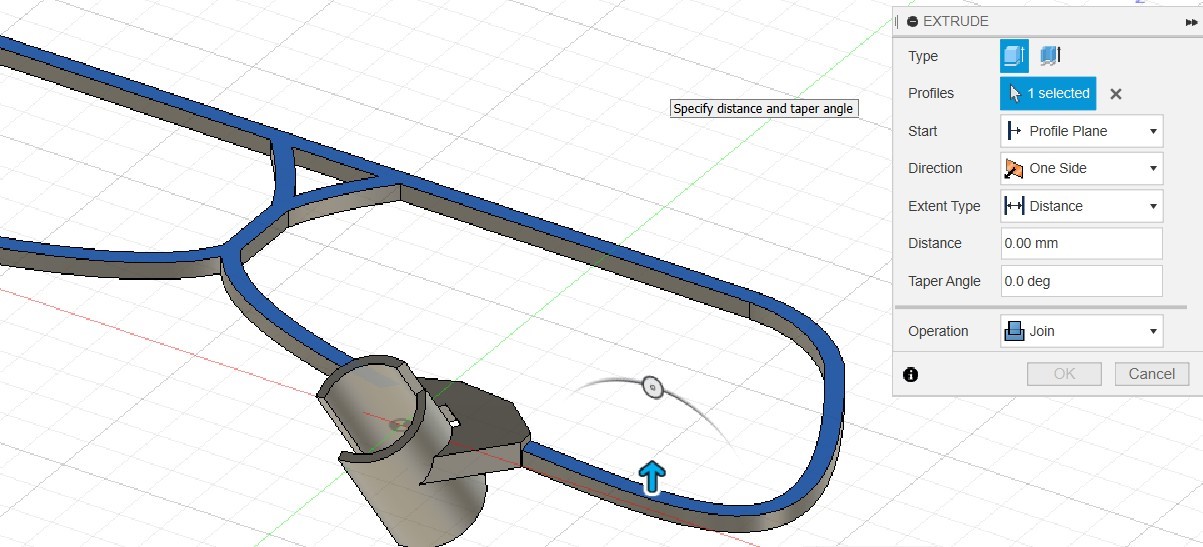 EXTRUDE
Type
Profiles 1 selected
Specify distance and taper angle
Start Profile Plane
Direction One Side
Extent Type Distance
Distance 0.00 mm
Taper Angle 0.0 deg
Operation Join
OK Cancel